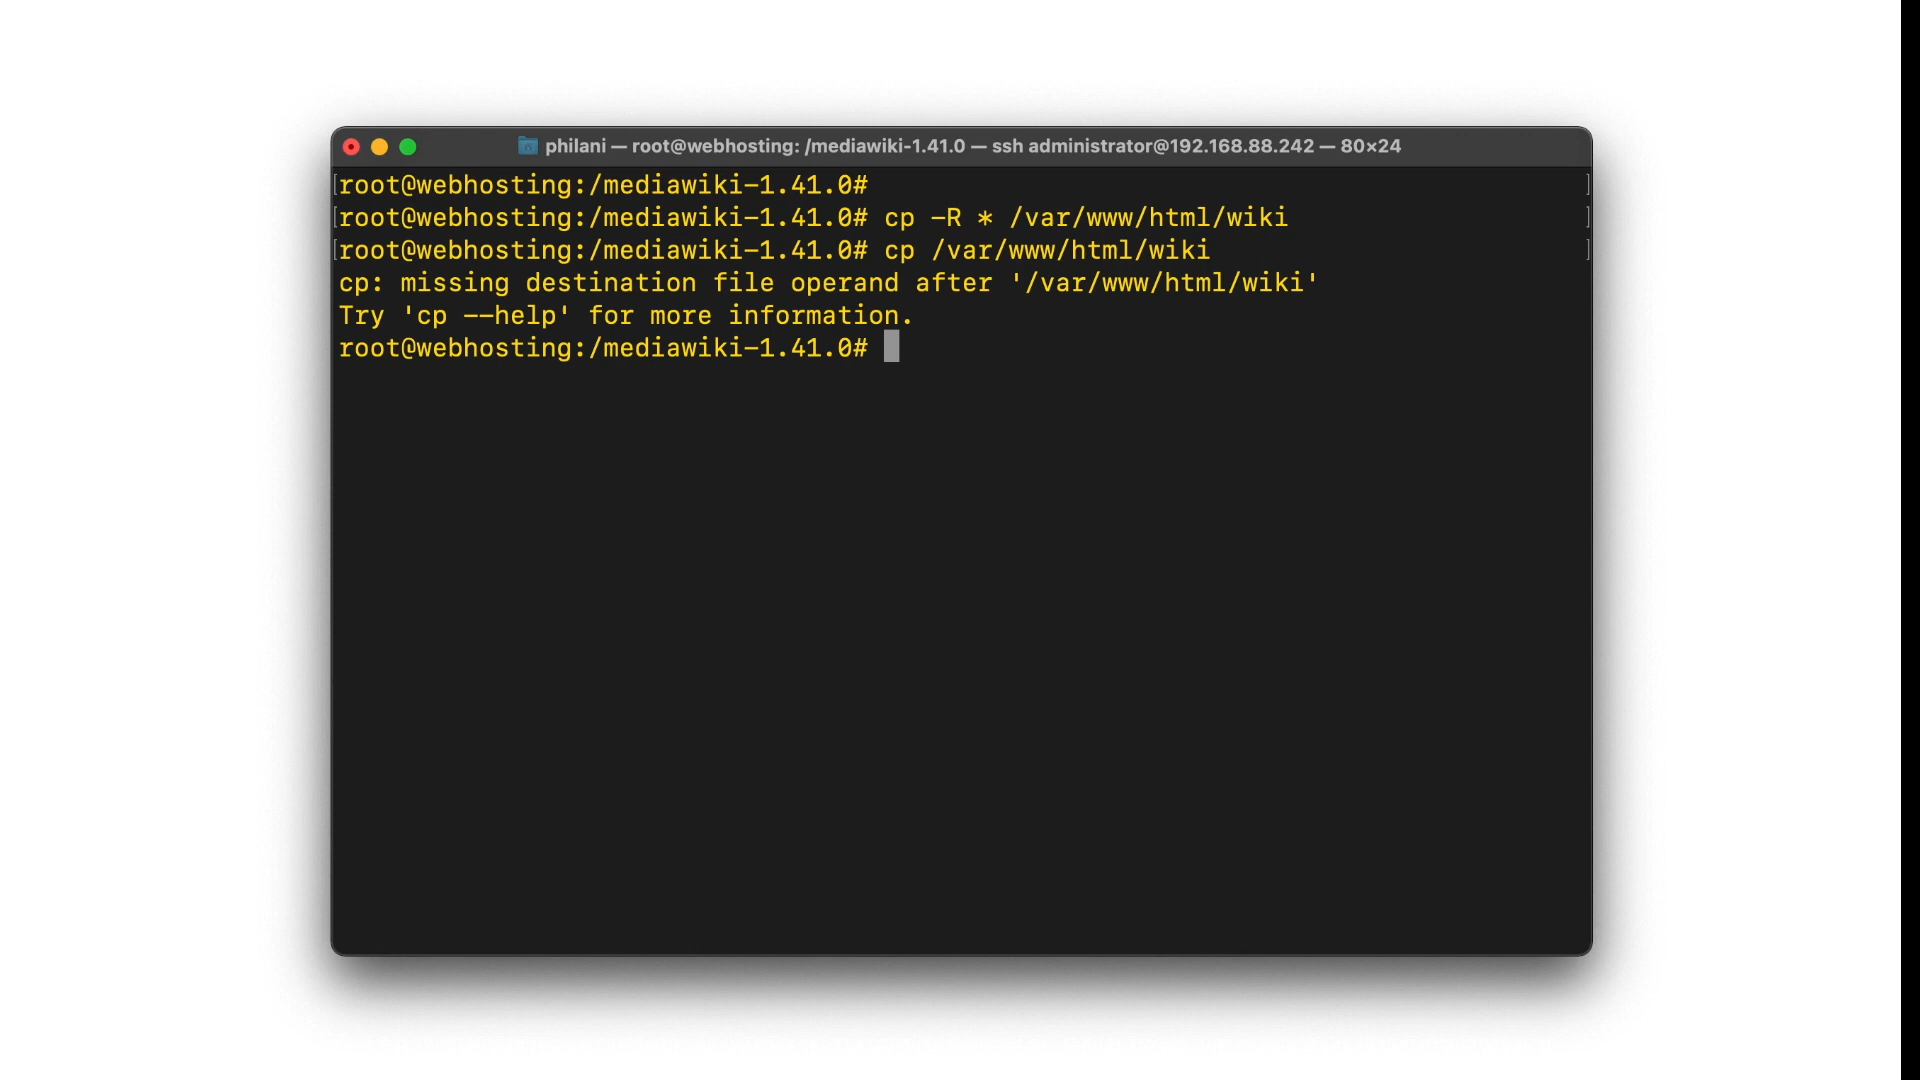 philani — root@webhosting: /mediawiki-1.41.0 — ssh administrator@192.168.88.242 — 80×24
[root@webhosting:/mediawiki-1.41.0# ]
[root@webhosting:/mediawiki-1.41.0# cp -R * /var/www/html/wiki ]
[root@webhosting:/mediawiki-1.41.0# cp /var/www/html/wiki ]
cp: missing destination file operand after '/var/www/html/wiki'
Try 'cp --help' for more information.
root@webhosting:/mediawiki-1.41.0#